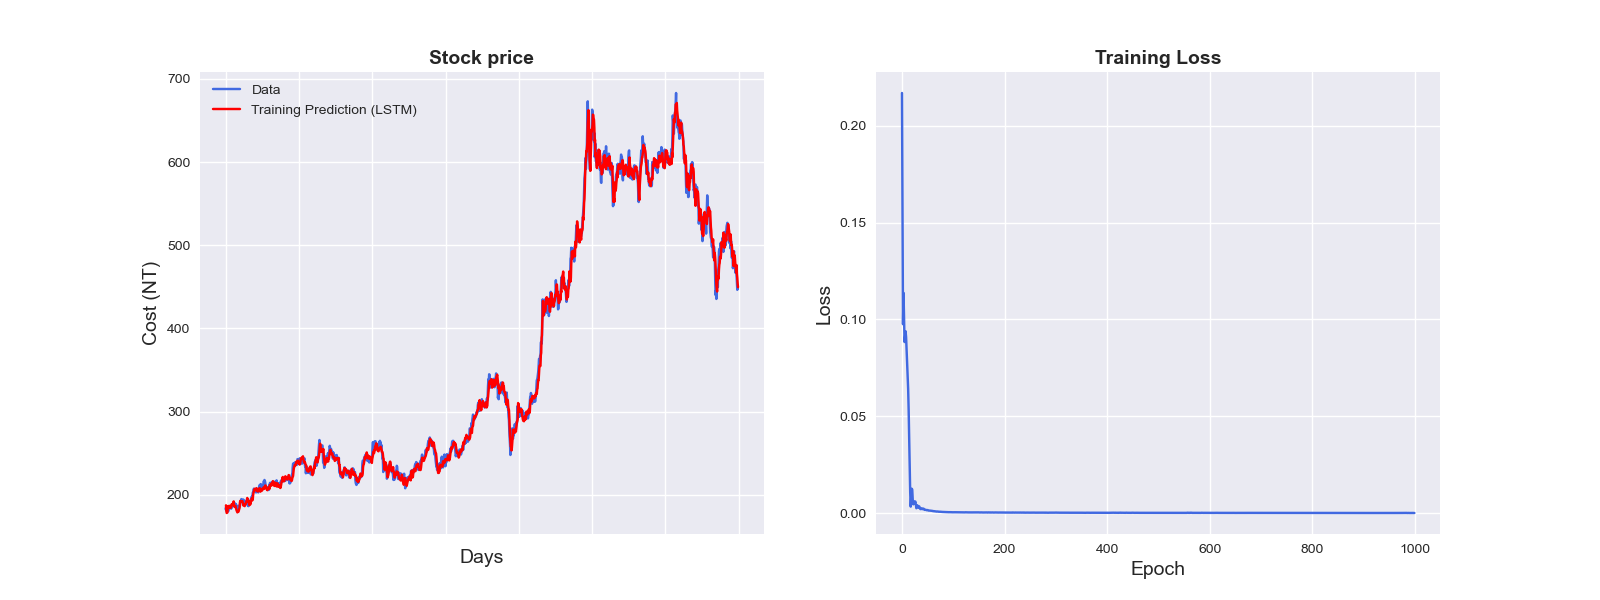 Stock price
Data
Training Prediction (LSTM)
700
600
500
400
300
200
Cost (NT)
Days
Training Loss
0.20
0.15
0.10
0.05
0.00
Loss
0 200 400 600 800 1000
Epoch